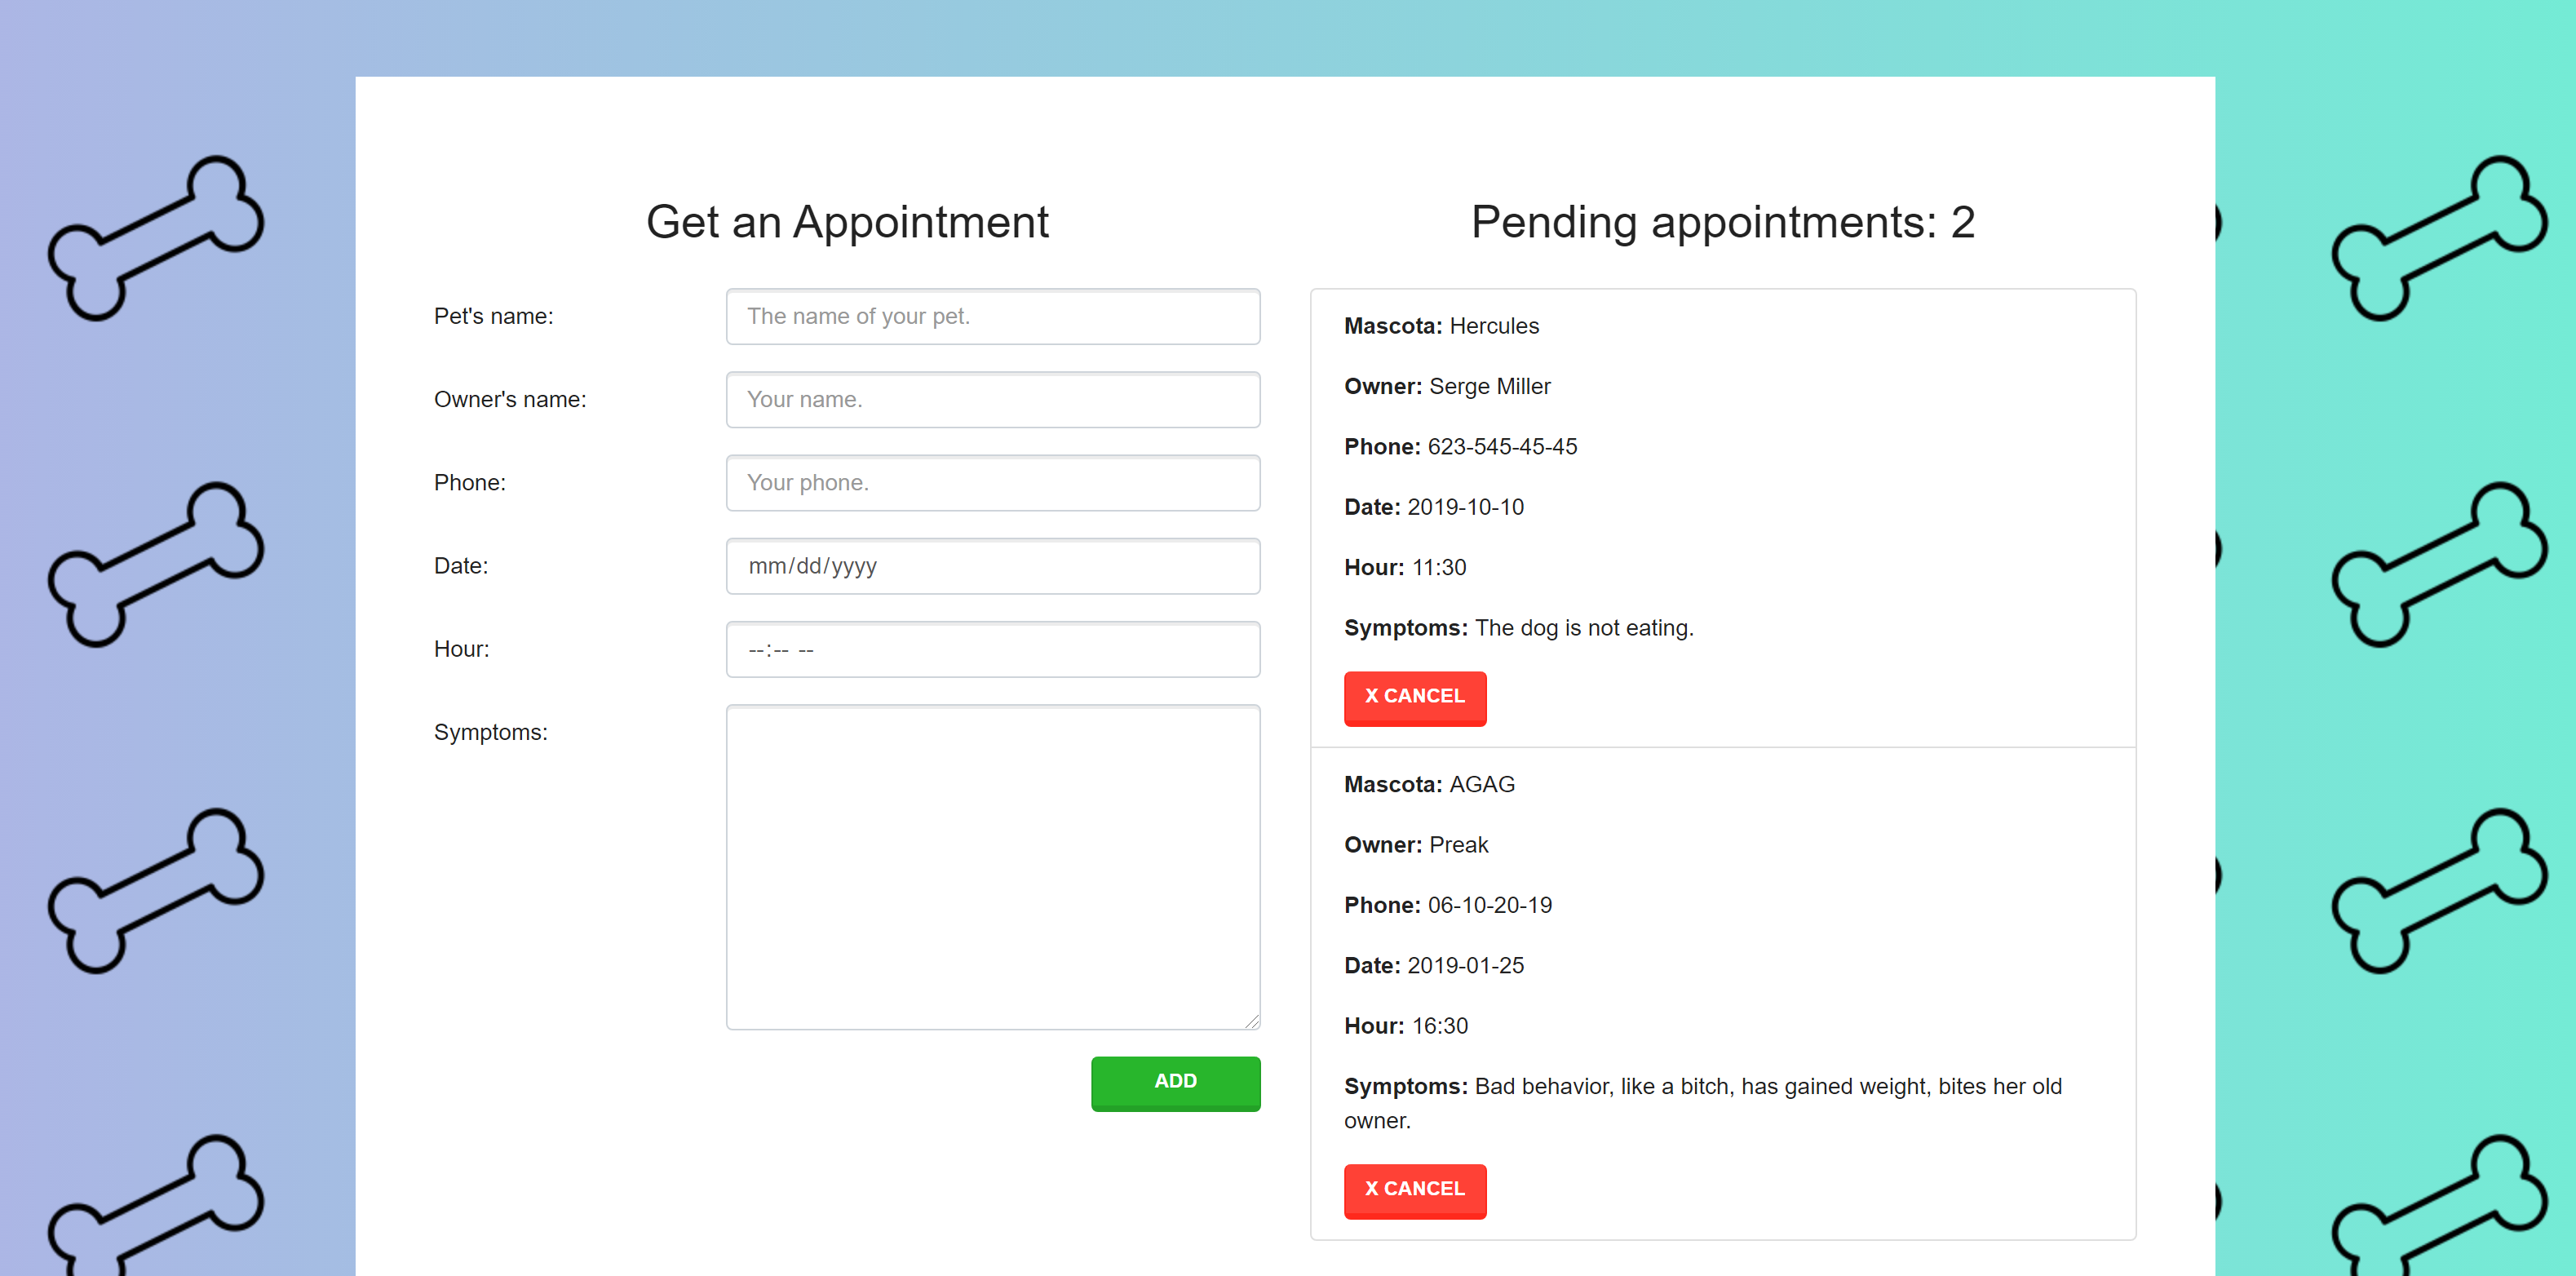 Get an Appointment
Pet's name:
The name of your pet.
Owner's name:
Your name.
Phone:
Your phone.
Date:
mm/dd/yyyy
Hour:
--:-- --
Symptoms:
ADD
Pending appointments: 2
Mascota: Hercules
Owner: Serge Miller
Phone: 623-545-45-45
Date: 2019-10-10
Hour: 11:30
Symptoms: The dog is not eating.
X CANCEL
Mascota: AGAG
Owner: Preak
Phone: 06-10-20-19
Date: 2019-01-25
Hour: 16:30
Symptoms: Bad behavior, like a bitch, has gained weight, bites her old
owner.
X CANCEL